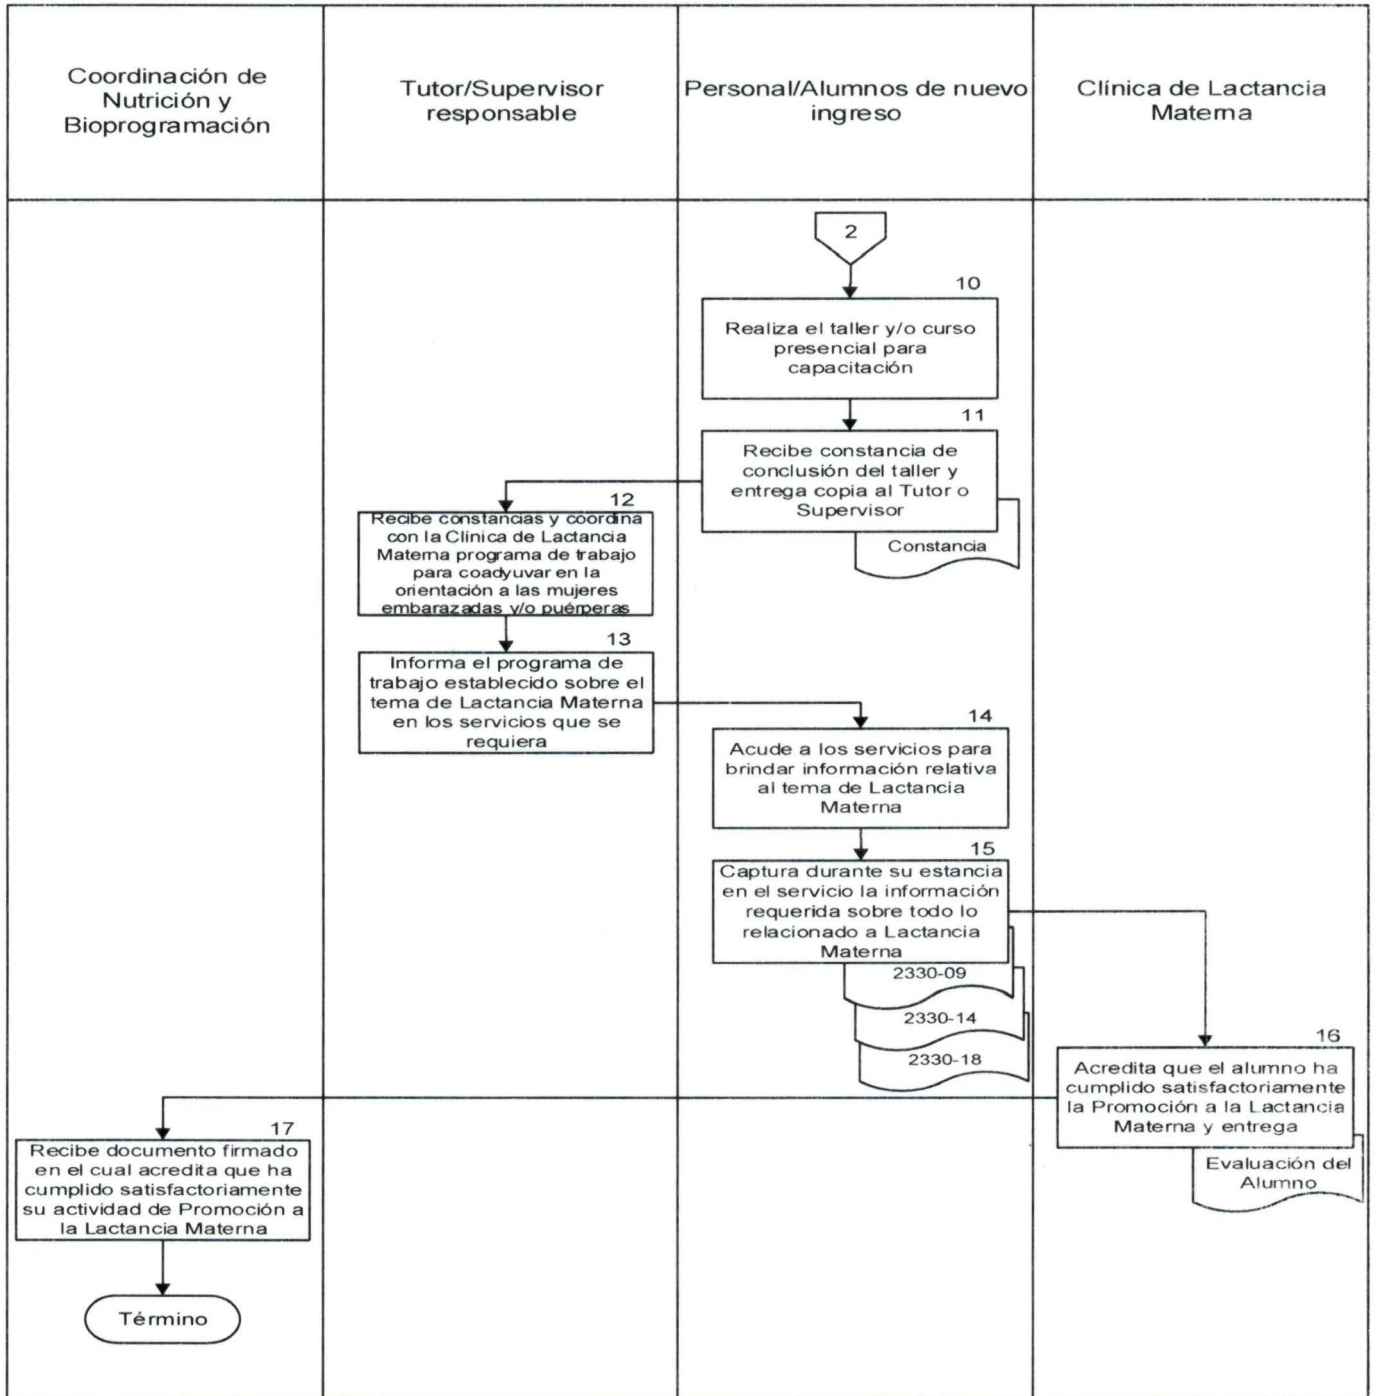 Coordinación de
Nutrición y
Bioprogramación
Tutor/Supervisor
responsable
Personal/Alumnos de nuevo
ingreso
Clínica de Lactancia
Materna
2
10
Realiza el taller y/o curso
presencial para
capacitación
11
Recibe constancia de
conclusión del taller y
entrega copia al Tutor o
Supervisor
Constancia
12
Recibe constancias y coordina
con la Clínica de Lactancia
Materna programa de trabajo
para coadyuvar en la
orientación a las mujeres
embarazadas y/o puérperas
13
Informa el programa de
trabajo establecido sobre el
tema de Lactancia Materna
en los servicios que se
requiera
14
Acude a los servicios para
brindar información relativa
al tema de Lactancia
Materna
15
Captura durante su estancia
en el servicio la información
requerida sobre todo lo
relacionado a Lactancia
Materna
2330-09
2330-14
2330-18
16
Acredita que el alumno ha
cumplido satisfactoriamente
la Promoción a la Lactancia
Materna y entrega
Evaluación del
Alumno
17
Recibe documento firmado
en el cual acredita que ha
cumplido satisfactoriamente
su actividad de Promoción a
la Lactancia Materna
Término